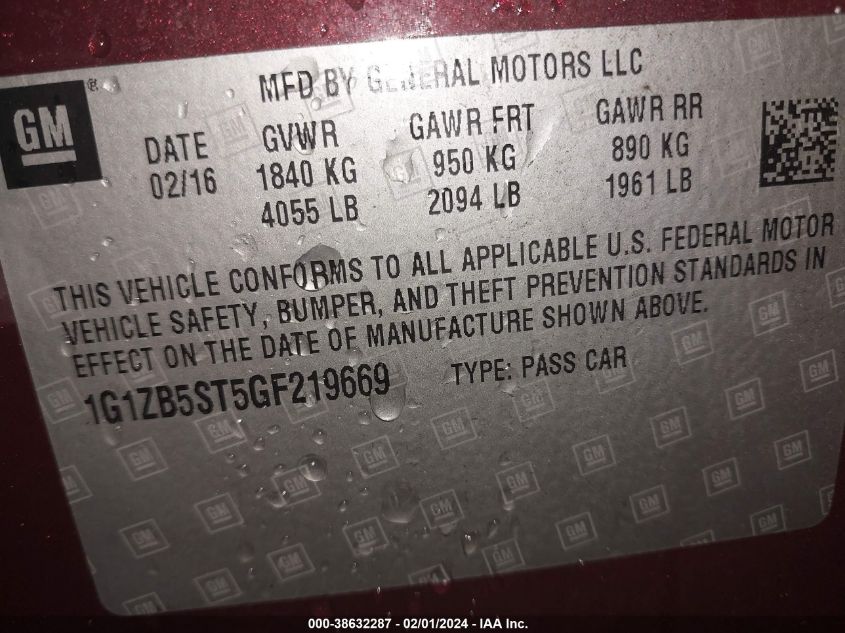 MFD BY GENERAL MOTORS LLC
GM ®
DATE GVWR GAWR FRT GAWR RR
02/16 1840 KG 950 KG 890 KG
4055 LB 2094 LB 1961 LB
THIS VEHICLE CONFORMS TO ALL APPLICABLE U.S. FEDERAL MOTOR
VEHICLE SAFETY, BUMPER, AND THEFT PREVENTION STANDARDS IN
EFFECT ON THE DATE OF MANUFACTURE SHOWN ABOVE.
1G1ZB5ST5GF219669 TYPE: PASS CAR
000-38632287 - 02/01/2024 - IAA Inc.